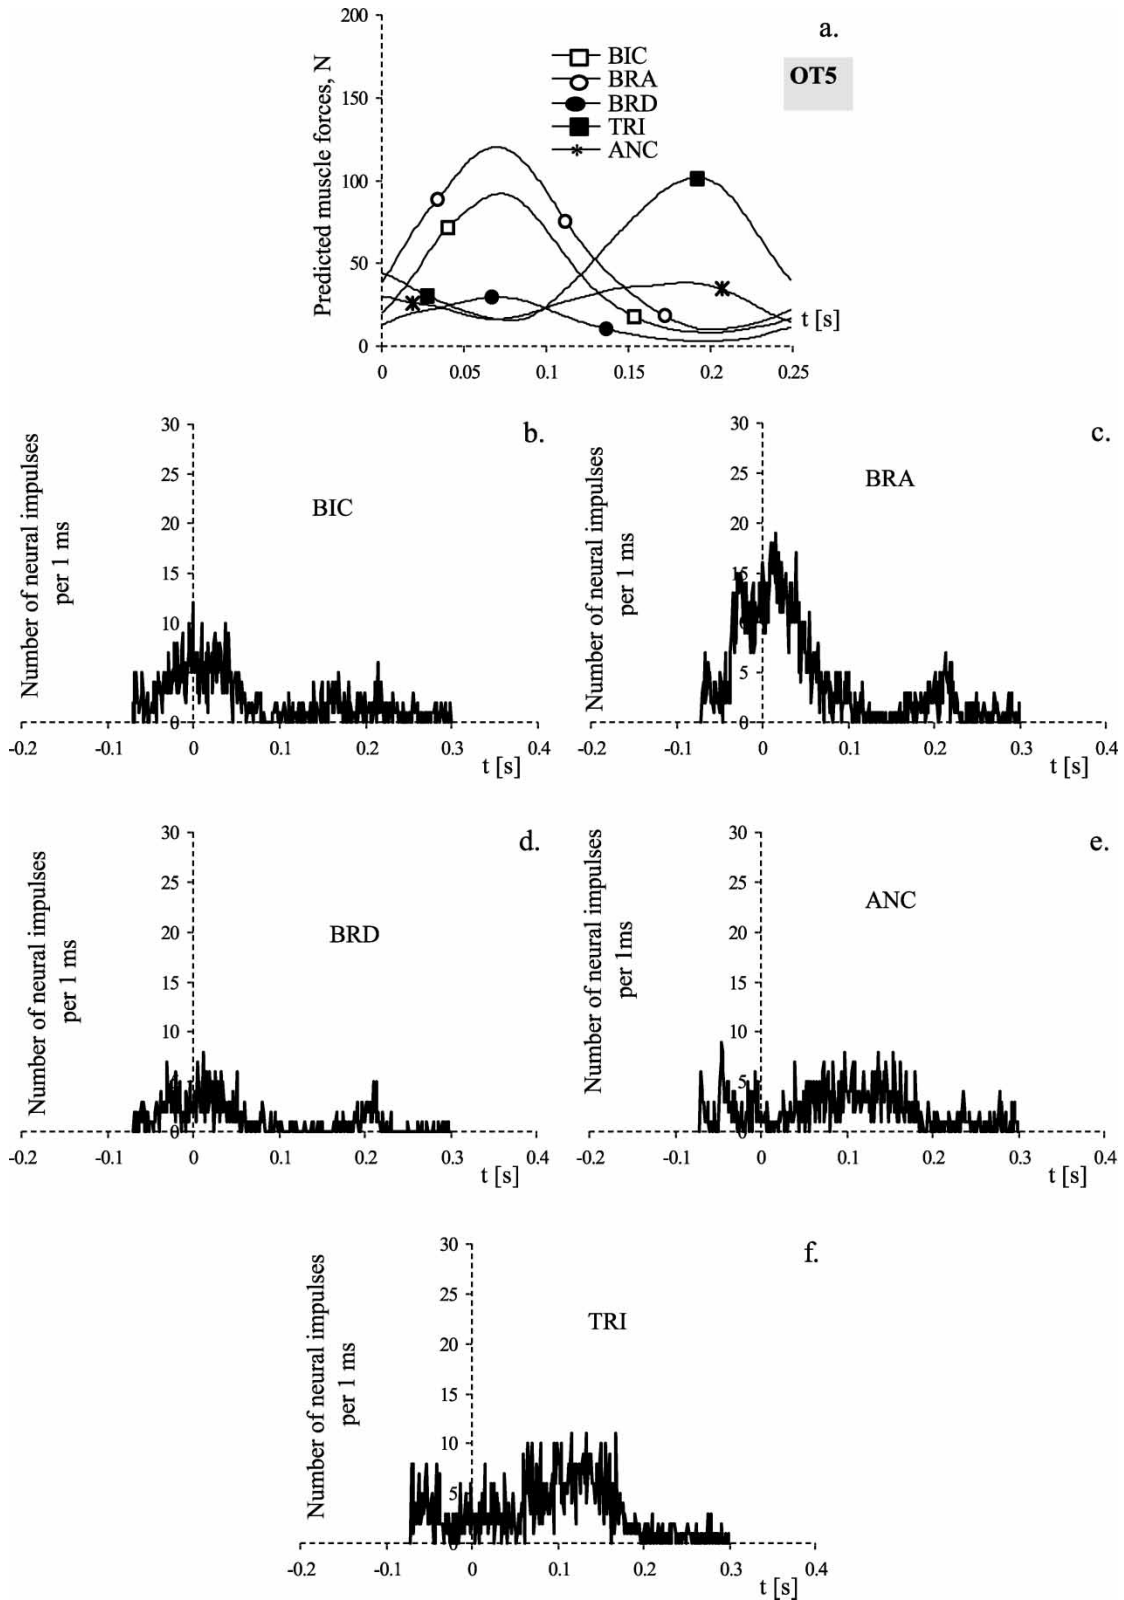 200
a.
BIC
BRA
BRD
TRI
ANC
OT5
Predicted muscle forces, N
150
100
50
0
t [s]
0 0.05 0.1 0.15 0.2 0.25
b.
Number of neural impulses
per 1 ms
BIC
30
25
20
15
10
5
0
-0.2 -0.1 0 0.1 0.2 0.3 0.4
t [s]
c.
Number of neural impulses
per 1 ms
BRA
30
25
20
15
5
0
-0.2 -0.1 0 0.1 0.2 0.3 0.4
t [s]
d.
Number of neural impulses
per 1 ms
BRD
30
25
20
15
10
5
0
-0.2 -0.1 0 0.1 0.2 0.3 0.4
t [s]
e.
Number of neural impulses
per 1ms
ANC
30
25
20
15
10
5
0
-0.2 -0.1 0 0.1 0.2 0.3 0.4
t [s]
f.
Number of neural impulses
per 1 ms
TRI
30
25
20
15
10
5
0
-0.2 -0.1 0 0.1 0.2 0.3 0.4
t [s]